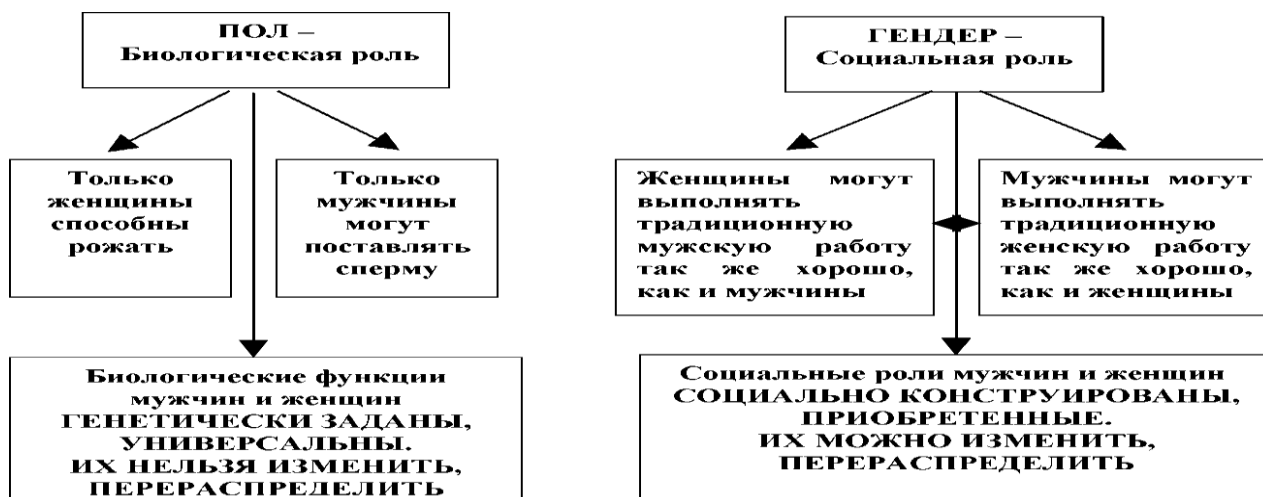 ПОЛ –
Биологическая роль
Только
женщины
способны
рожать
Только
мужчины
могут
поставлять
сперму
Биологические функции
мужчин и женщин
ГЕНЕТИЧЕСКИ ЗАДАНЫ,
УНИВЕРСАЛЬНЫ.
ИХ НЕЛЬЗЯ ИЗМЕНИТЬ,
ПЕРЕРАСПРЕДЕЛИТЬ
ГЕНДЕР –
Социальная роль
Женщины могут
выполнять
традиционную
мужскую работу
так же хорошо,
как и мужчины
Мужчины могут
выполнять
традиционную
женскую работу
так же хорошо,
как и женщины
Социальные роли мужчин и женщин
СОЦИАЛЬНО КОНСТРУИРОВАНЫ,
ПРИОБРЕТЕННЫЕ.
ИХ МОЖНО ИЗМЕНИТЬ,
ПЕРЕРАСПРЕДЕЛИТЬ